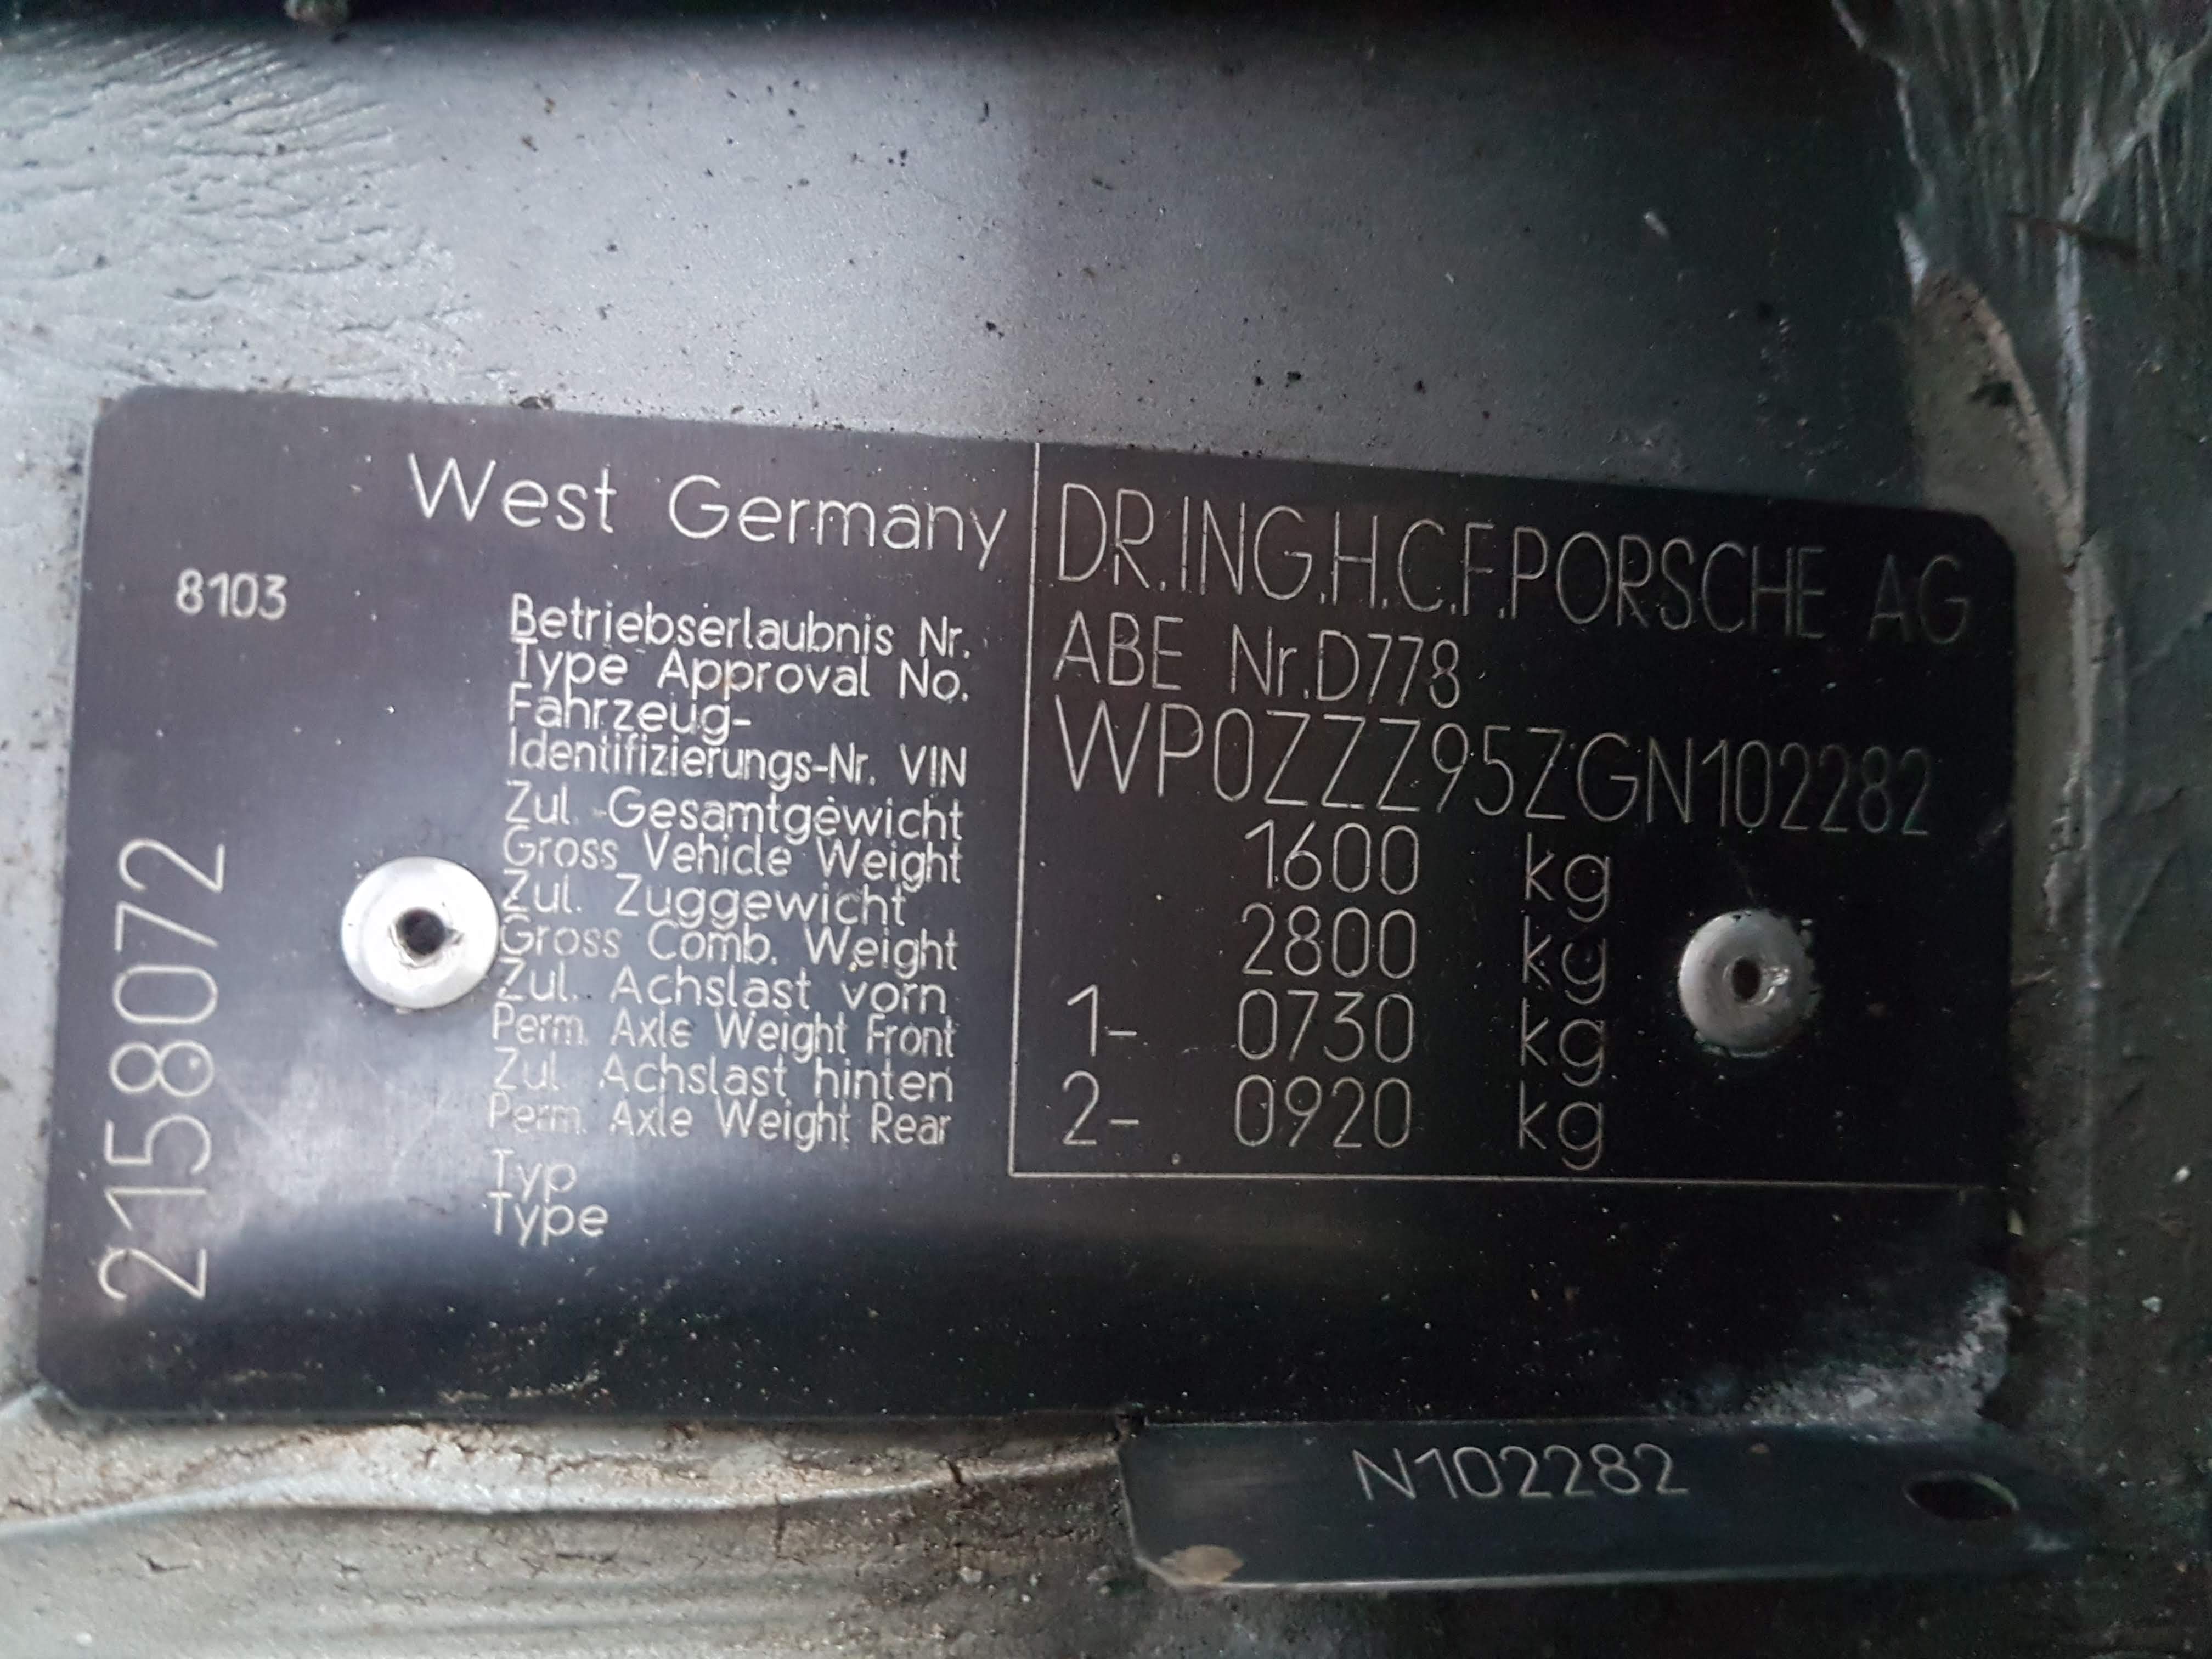 West Germany
8103
Betriebserlaubnis Nr.
Type Approval No.
Fahrzeug-
Identifizierungs-Nr. VIN
Zul. Gesamtgewicht
Gross Vehicle Weight
Zul. Zuggewicht
Gross Comb. Weight
Zul. Achslast vorn
Perm. Axle Weight Front
Zul. Achslast hinten
Perm. Axle Weight Rear
Typ
Type
2158072
DR.ING.H.C.F.PORSCHE AG
ABE Nr.D778
WP0ZZZ95ZGN102282
1600 kg
2800 kg
1- 0730 kg
2- 0920 kg
N102282